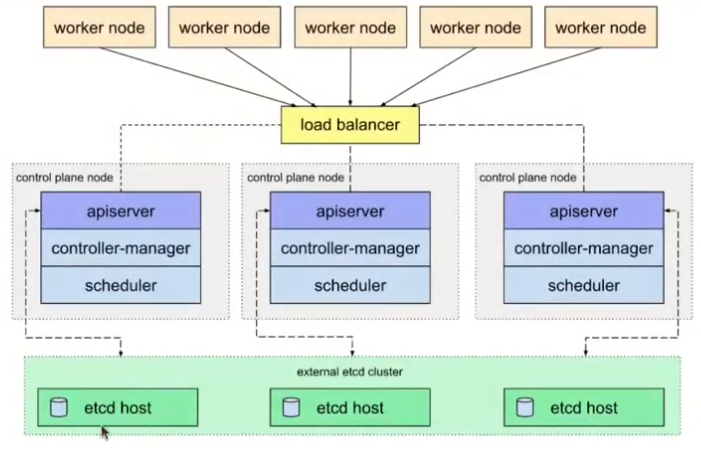 worker node
worker node
worker node
worker node
worker node
load balancer
control plane node
control plane node
control plane node
apiserver
apiserver
apiserver
controller-manager
controller-manager
controller-manager
scheduler
scheduler
scheduler
external etcd cluster
etcd host
etcd host
etcd host